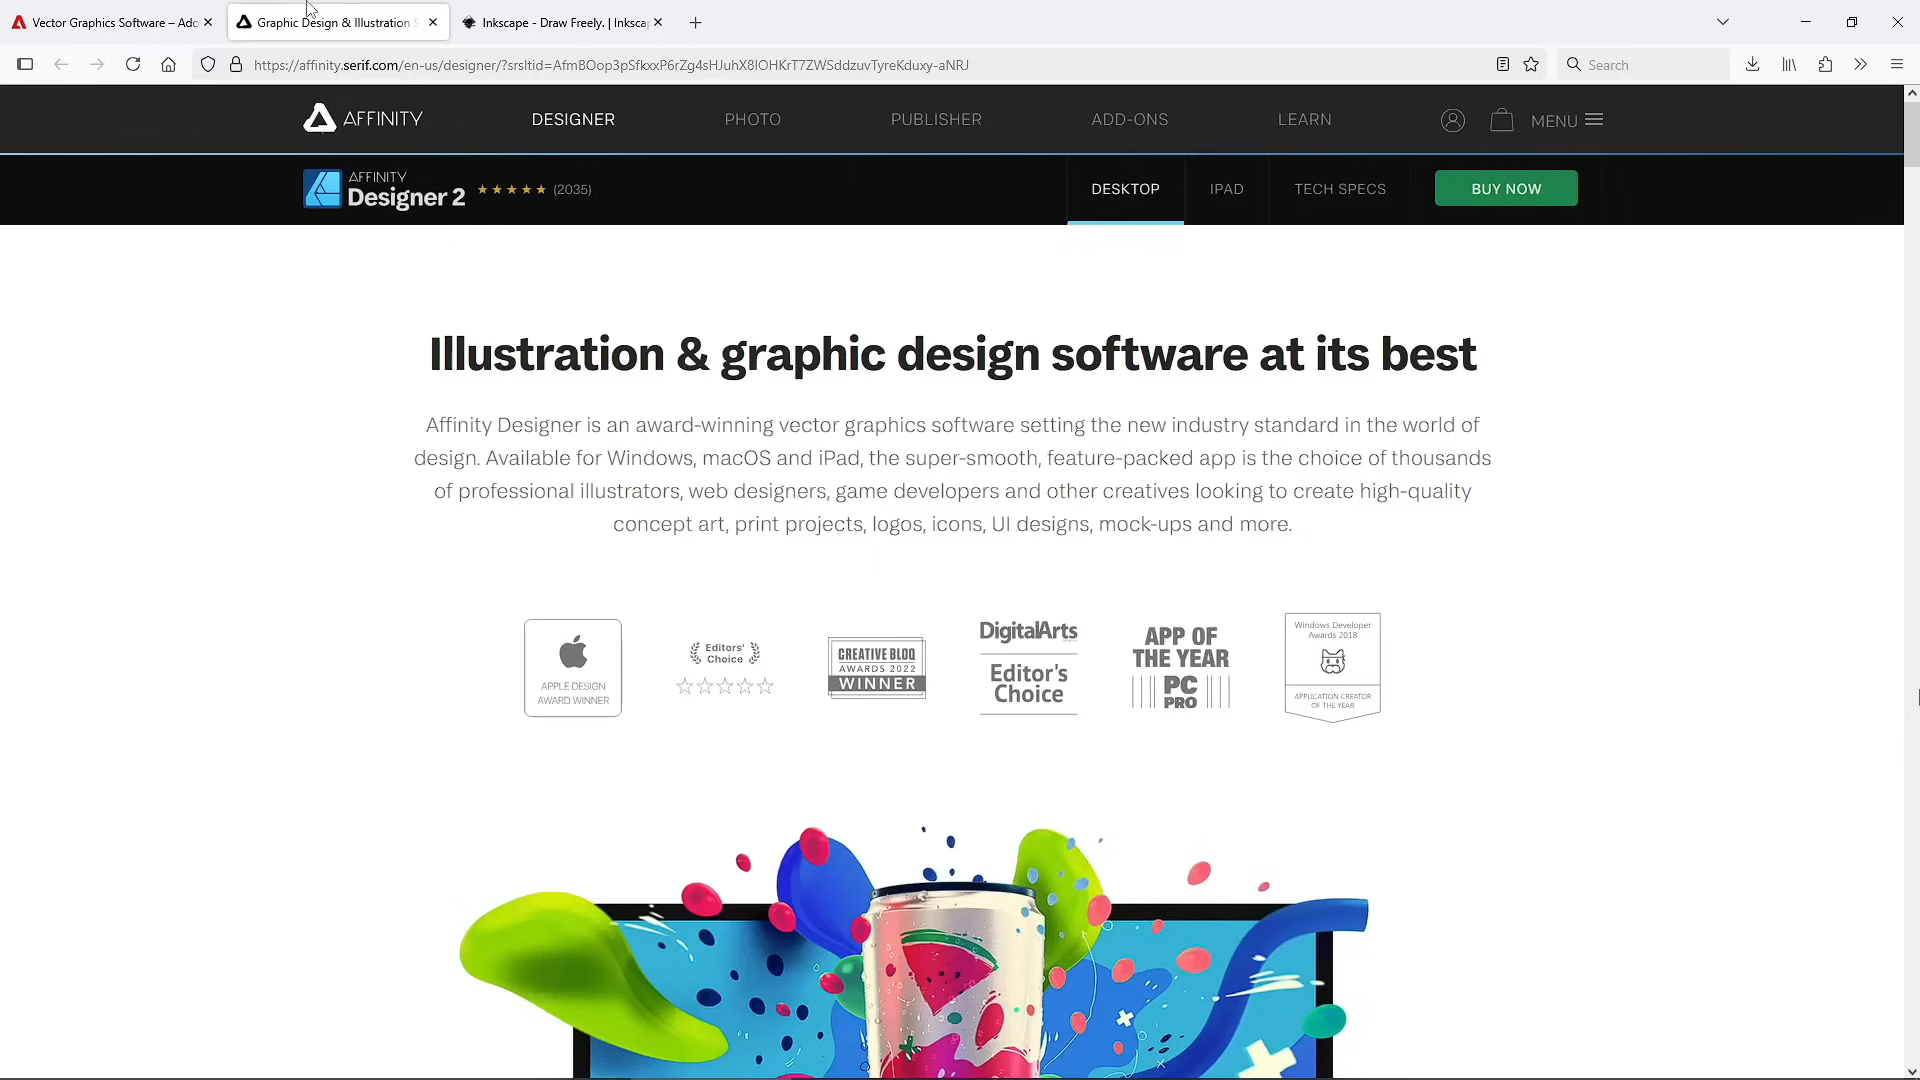 Vector Graphics Software – Ado
Graphic Design & Illustration S
Inkscape - Draw Freely. | Inksca
https://affinity.serif.com/en-us/designer/?srsltid=AfmBOop3pSfkxxP6rZg4sHJuhX8IOHKrT7ZWSddzuvTyreKduxy-aNRJ
Search
AFFINITY
DESIGNER
PHOTO
PUBLISHER
ADD-ONS
LEARN
MENU
AFFINITY
Designer 2
(2035)
DESKTOP
IPAD
TECH SPECS
BUY NOW
Illustration & graphic design software at its best
Affinity Designer is an award-winning vector graphics software setting the new industry standard in the world of
design. Available for Windows, macOS and iPad, the super-smooth, feature-packed app is the choice of thousands
of professional illustrators, web designers, game developers and other creatives looking to create high-quality
concept art, print projects, logos, icons, UI designs, mock-ups and more.
APPLE DESIGN
AWARD WINNER
Editors'
Choice
CREATIVE BLOQ
AWARDS 2022
WINNER
DigitalArts
Editor's
Choice
APP OF
THE YEAR
PC
PRO
Windows Developer
Awards 2018
APPLICATION CREATOR
OF THE YEAR